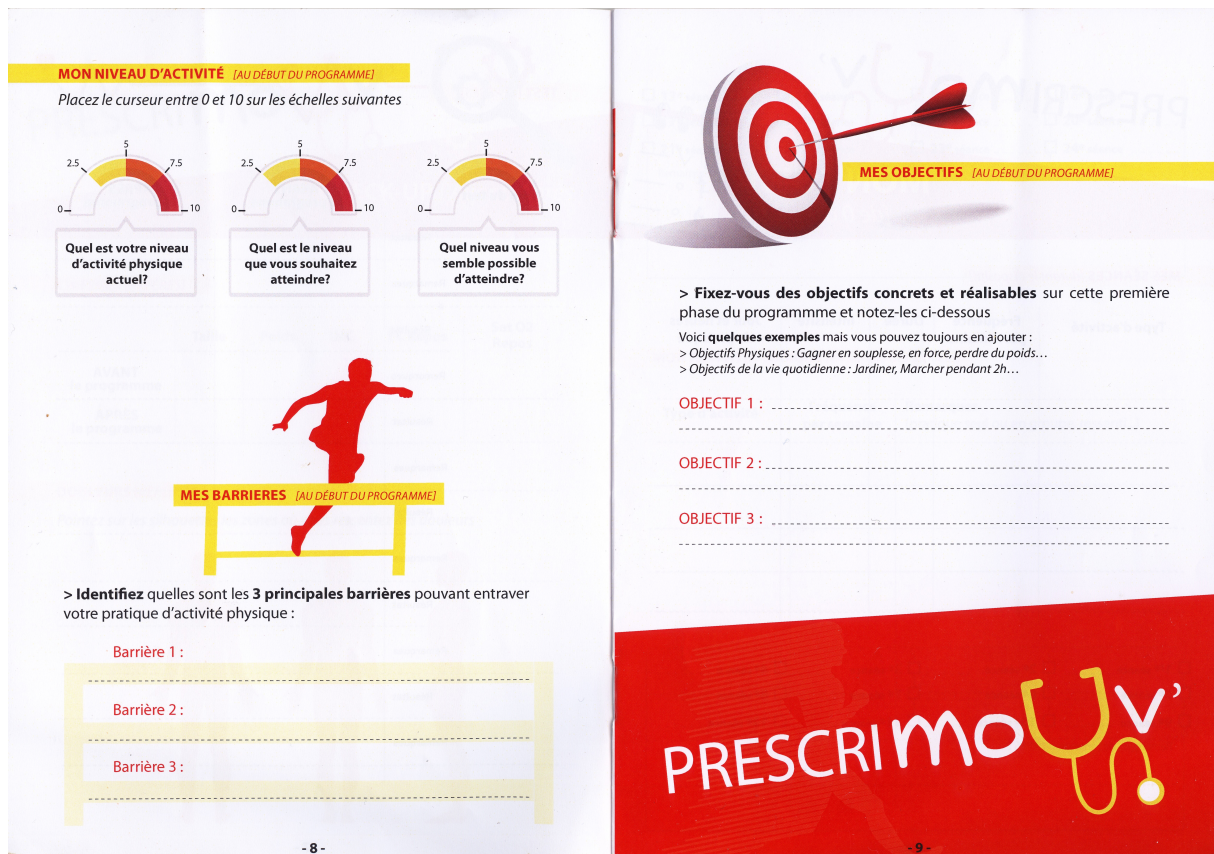 MON NIVEAU D'ACTIVITÉ [AU DÉBUT DU PROGRAMME]
Placez le curseur entre 0 et 10 sur les échelles suivantes
0 2.5 5 7.5 10
0 2.5 5 7.5 10
0 2.5 5 7.5 10
Quel est votre niveau
d'activité physique
actuel?
Quel est le niveau
que vous souhaitez
atteindre?
Quel niveau vous
semble possible
d'atteindre?
MES BARRIERES [AU DÉBUT DU PROGRAMME]
> Identifiez quelles sont les 3 principales barrières pouvant entraver
votre pratique d'activité physique :
Barrière 1 :
Barrière 2 :
Barrière 3 :
- 8 -
MES OBJECTIFS [AU DÉBUT DU PROGRAMME]
> Fixez-vous des objectifs concrets et réalisables sur cette première
phase du programmme et notez-les ci-dessous
Voici quelques exemples mais vous pouvez toujours en ajouter :
> Objectifs Physiques : Gagner en souplesse, en force, perdre du poids…
> Objectifs de la vie quotidienne : Jardiner, Marcher pendant 2h…
OBJECTIF 1 :
OBJECTIF 2 :
OBJECTIF 3 :
PRESCRImoUv'
- 9 -